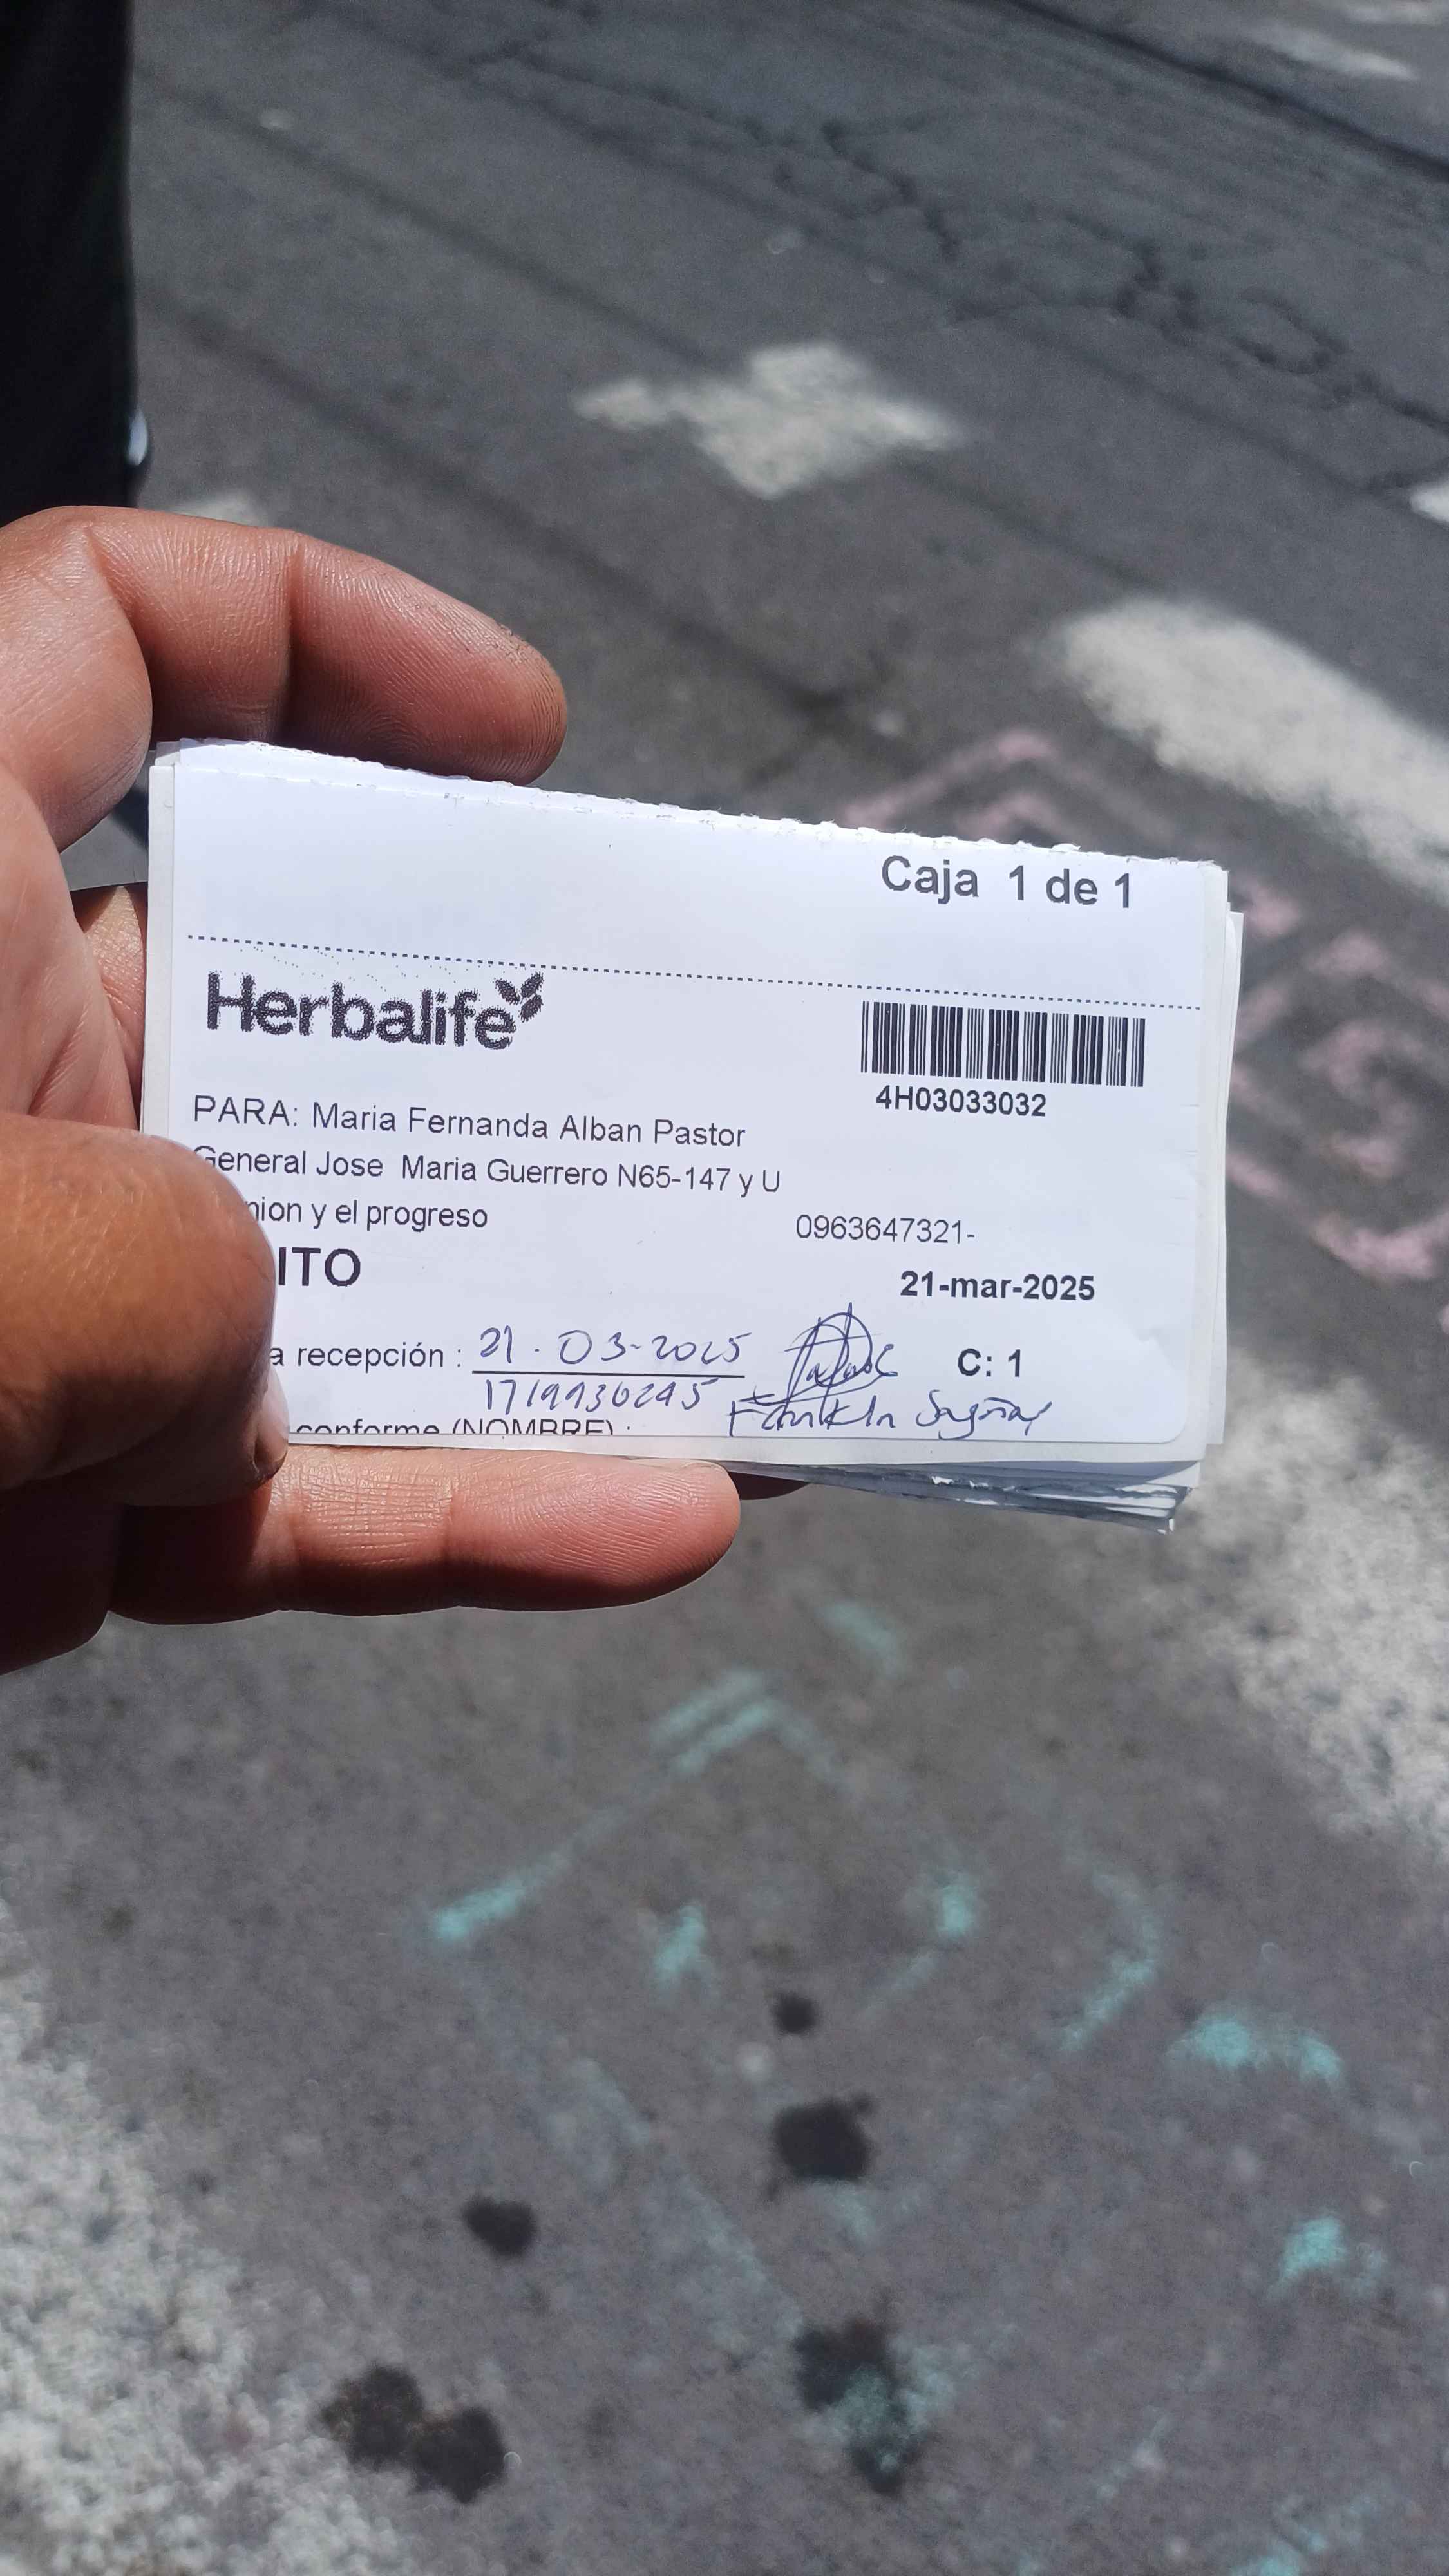 Caja 1 de 1
Herbalife
4H03033032
PARA: Maria Fernanda Alban Pastor
General Jose Maria Guerrero N65-147 y U
nion y el progreso
0963647321-
ITO
21-mar-2025
a recepción : 21-03-2025
C: 1
conforme (NOMBRE) :
Franklin